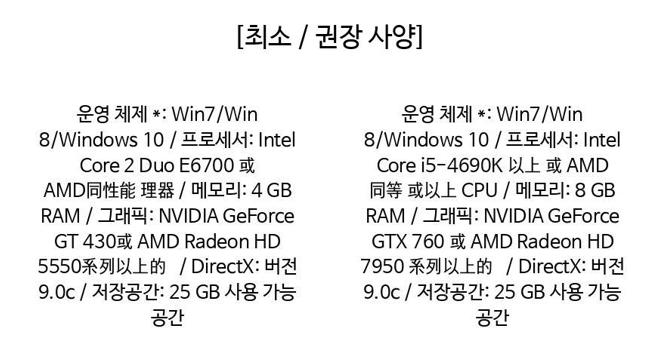 [최소 / 권장 사양]
운영 체제 *: Win7/Win
8/Windows 10 / 프로세서: Intel
Core 2 Duo E6700 或
AMD同性能 理器 / 메모리: 4 GB
RAM / 그래픽: NVIDIA GeForce
GT 430或 AMD Radeon HD
5550系列以上的 / DirectX: 버전
9.0c / 저장공간: 25 GB 사용 가능
공간
운영 체제 *: Win7/Win
8/Windows 10 / 프로세서: Intel
Core i5-4690K 以上 或 AMD
同等 或以上 CPU / 메모리: 8 GB
RAM / 그래픽: NVIDIA GeForce
GTX 760 或 AMD Radeon HD
7950 系列以上的 / DirectX: 버전
9.0c / 저장공간: 25 GB 사용 가능
공간